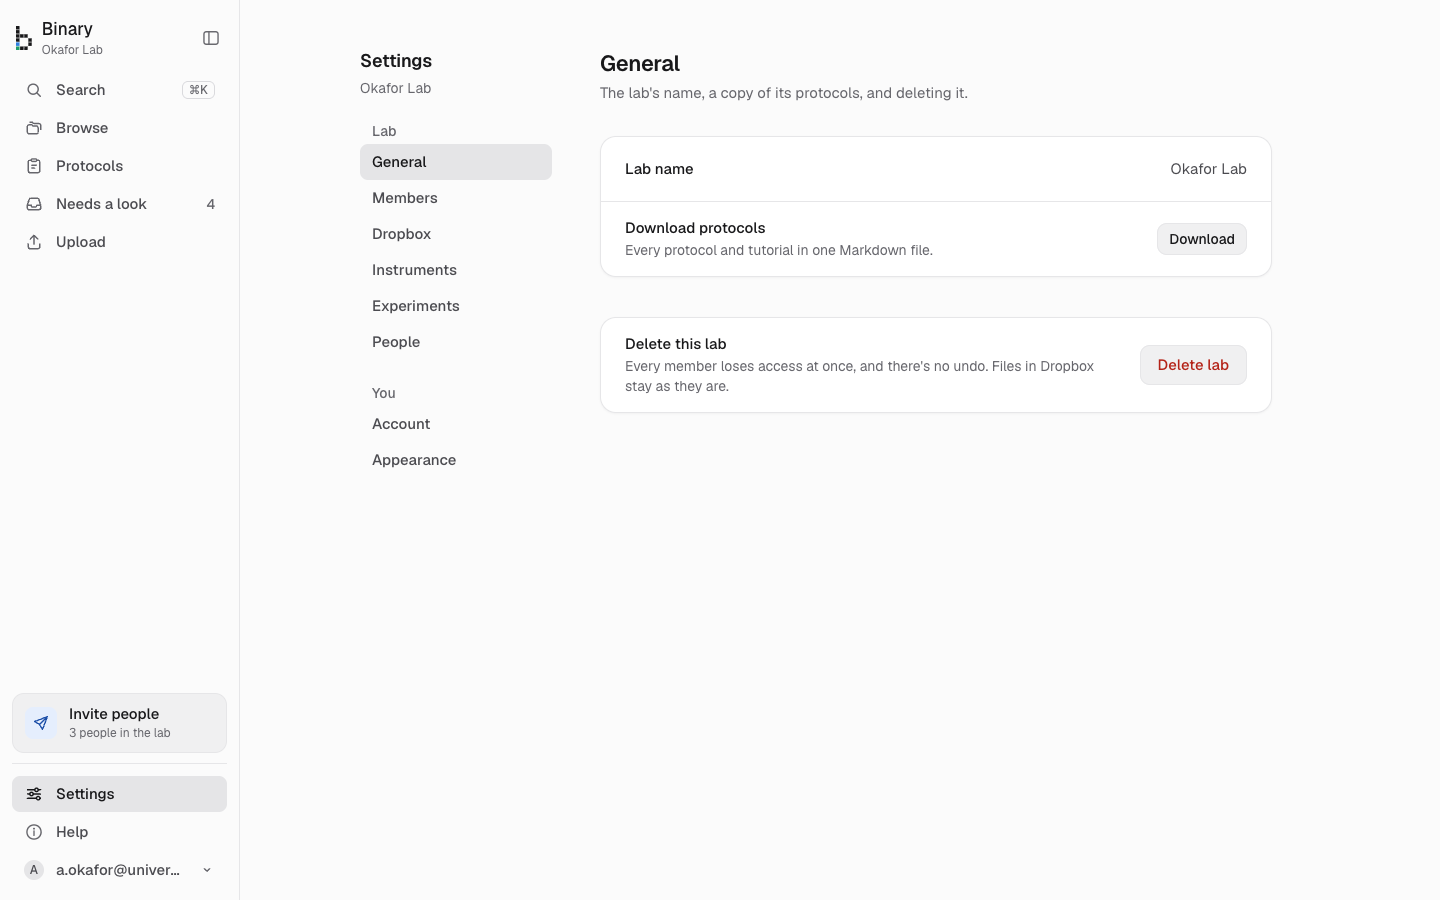 Binary
Okafor Lab
Search
⌘K
Browse
Protocols
Needs a look
4
Upload
Invite people
3 people in the lab
Settings
Help
A
a.okafor@univer...
Settings
Okafor Lab
Lab
General
Members
Dropbox
Instruments
Experiments
People
You
Account
Appearance
General
The lab's name, a copy of its protocols, and deleting it.
Lab name
Okafor Lab
Download protocols
Every protocol and tutorial in one Markdown file.
Download
Delete this lab
Every member loses access at once, and there's no undo. Files in Dropbox
stay as they are.
Delete lab